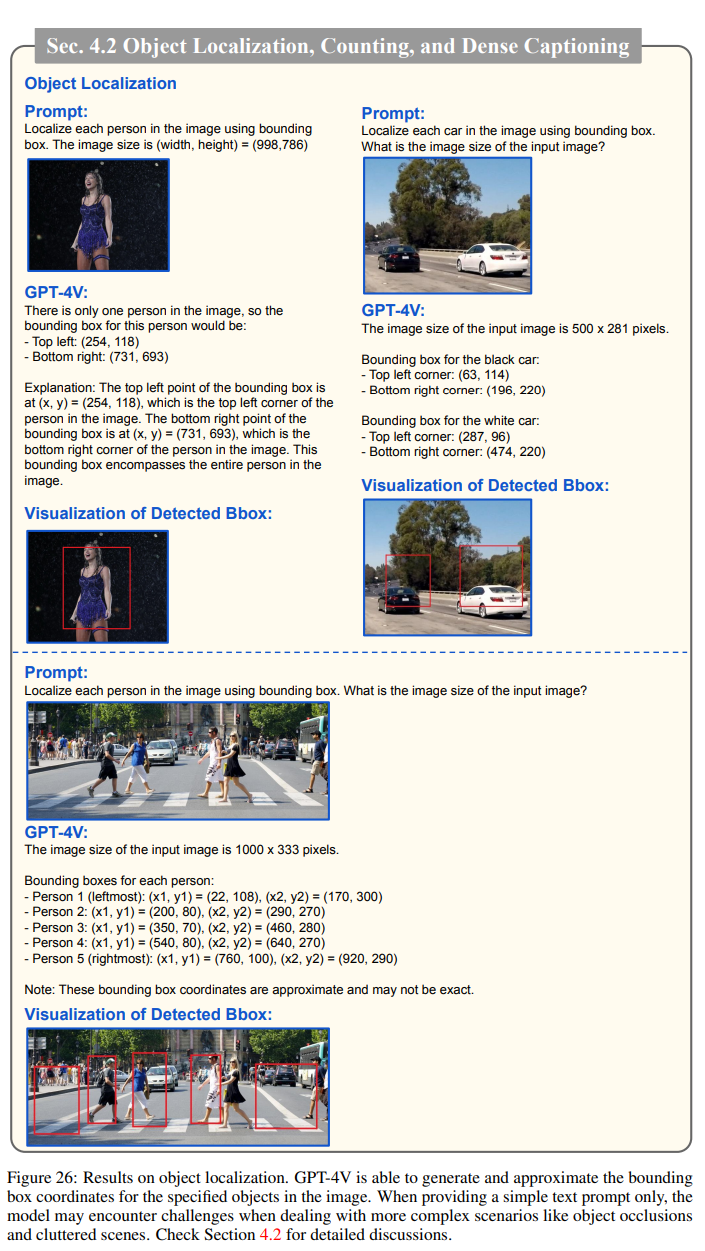 Sec. 4.2 Object Localization, Counting, and Dense Captioning
Object Localization
Prompt:
Localize each person in the image using bounding
box. The image size is (width, height) = (998,786)
GPT-4V:
There is only one person in the image, so the
bounding box for this person would be:
- Top left: (254, 118)
- Bottom right: (731, 693)
Explanation: The top left point of the bounding box is
at (x, y) = (254, 118), which is the top left corner of the
person in the image. The bottom right point of the
bounding box is at (x, y) = (731, 693), which is the
bottom right corner of the person in the image. This
bounding box encompasses the entire person in the
image.
Visualization of Detected Bbox:
Prompt:
Localize each car in the image using bounding box.
What is the image size of the input image?
GPT-4V:
The image size of the input image is 500 x 281 pixels.
Bounding box for the black car:
- Top left corner: (63, 114)
- Bottom right corner: (196, 220)
Bounding box for the white car:
- Top left corner: (287, 96)
- Bottom right corner: (474, 220)
Visualization of Detected Bbox:
Prompt:
Localize each person in the image using bounding box. What is the image size of the input image?
GPT-4V:
The image size of the input image is 1000 x 333 pixels.
Bounding boxes for each person:
- Person 1 (leftmost): (x1, y1) = (22, 108), (x2, y2) = (170, 300)
- Person 2: (x1, y1) = (200, 80), (x2, y2) = (290, 270)
- Person 3: (x1, y1) = (350, 70), (x2, y2) = (460, 280)
- Person 4: (x1, y1) = (540, 80), (x2, y2) = (640, 270)
- Person 5 (rightmost): (x1, y1) = (760, 100), (x2, y2) = (920, 290)
Note: These bounding box coordinates are approximate and may not be exact.
Visualization of Detected Bbox:
Figure 26: Results on object localization. GPT-4V is able to generate and approximate the bounding
box coordinates for the specified objects in the image. When providing a simple text prompt only, the
model may encounter challenges when dealing with more complex scenarios like object occlusions
and cluttered scenes. Check Section 4.2 for detailed discussions.